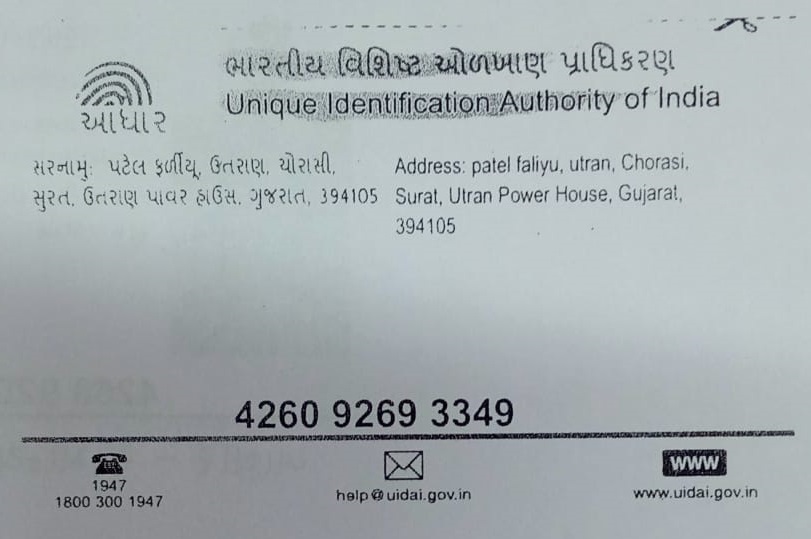 ભારતીય વિશિષ્ટ ઓળખાણ પ્રાધિકરણ
Unique Identification Authority of India
આધાર
સરનામુ: પટેલ ફળીયૂ, ઉતરાણ, ચોરાસી,
સુરત, ઉતરાણ પાવર હાઉસ, ગુજરાત, 394105
Address: patel faliyu, utran, Chorasi,
Surat, Utran Power House, Gujarat,
394105
4260 9269 3349
1947
1800 300 1947
help@uidai.gov.in
www
www.uidai.gov.in